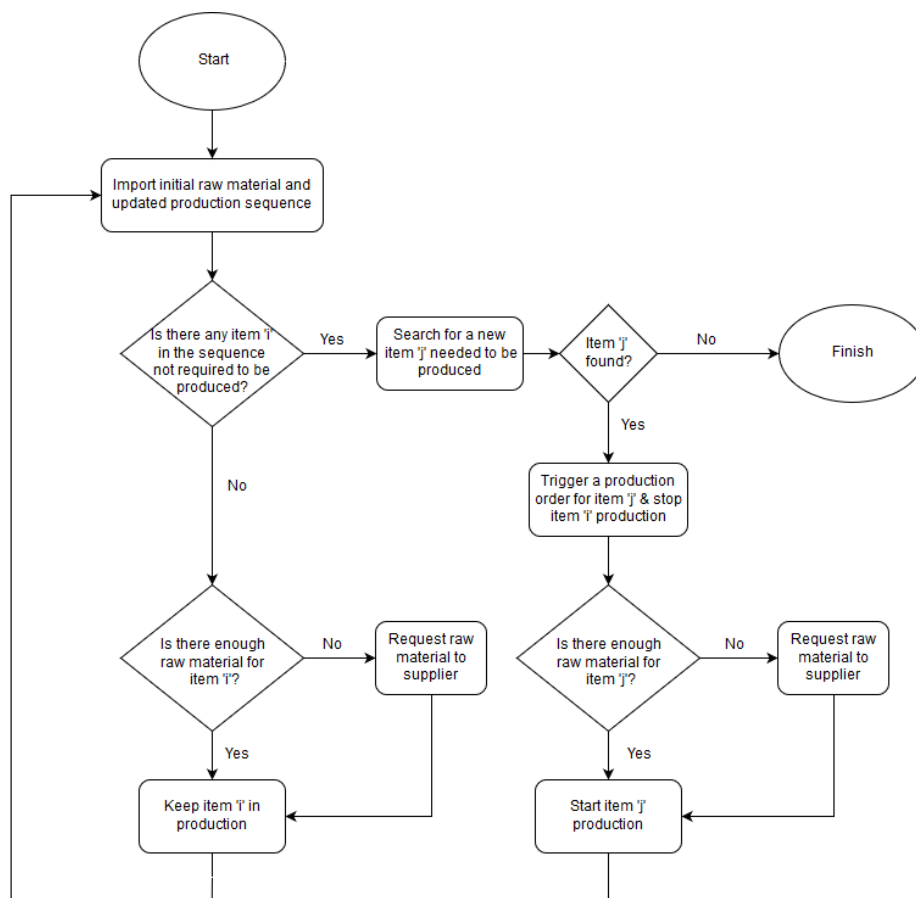 Start
Import initial raw material and
updated production sequence
Is there any item 'i'
in the sequence
not required to be
produced?
Yes
Search for a new
item 'j' needed to be
produced
Item 'j'
found?
No
Finish
Yes
Trigger a production
order for item 'j' & stop
item 'i' production
No
Is there enough
raw material for
item 'i'?
No
Request raw
material to
supplier
Is there enough
raw material for
item 'j'?
No
Request raw
material to
supplier
Yes
Keep item 'i' in
production
Yes
Start item 'j'
production